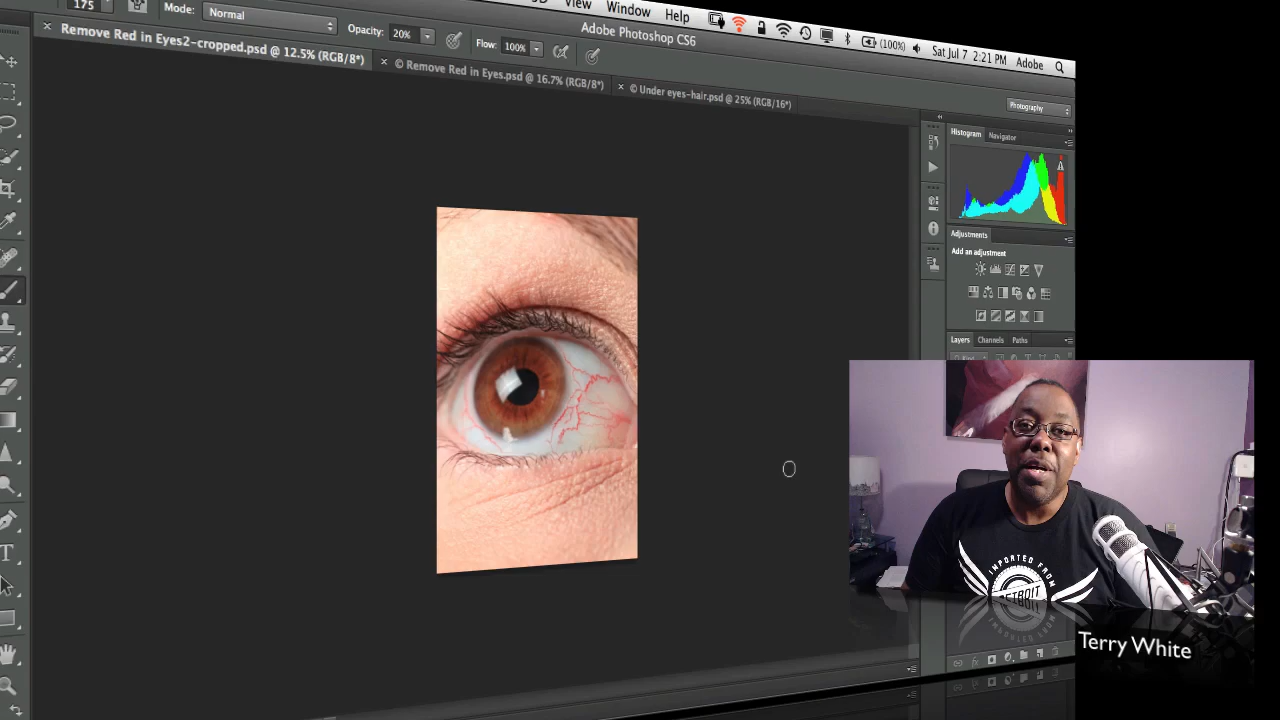 View Window Help (100%) Sat Jul 7 2:21 PM Adobe
175 Mode: Normal Opacity: 20% Flow: 100% Adobe Photoshop CS6
× Remove Red in Eyes2-cropped.psd @ 12.5% (RGB/8*) × © Remove Red in Eyes.psd @ 16.7% (RGB/8*) × © Under eyes-hair.psd @ 25% (RGB/16*)
Photography
Histogram Navigator
Adjustments
Add an adjustment
Layers Channels Paths
T
IMPORTED FROM
DETROIT
Terry White